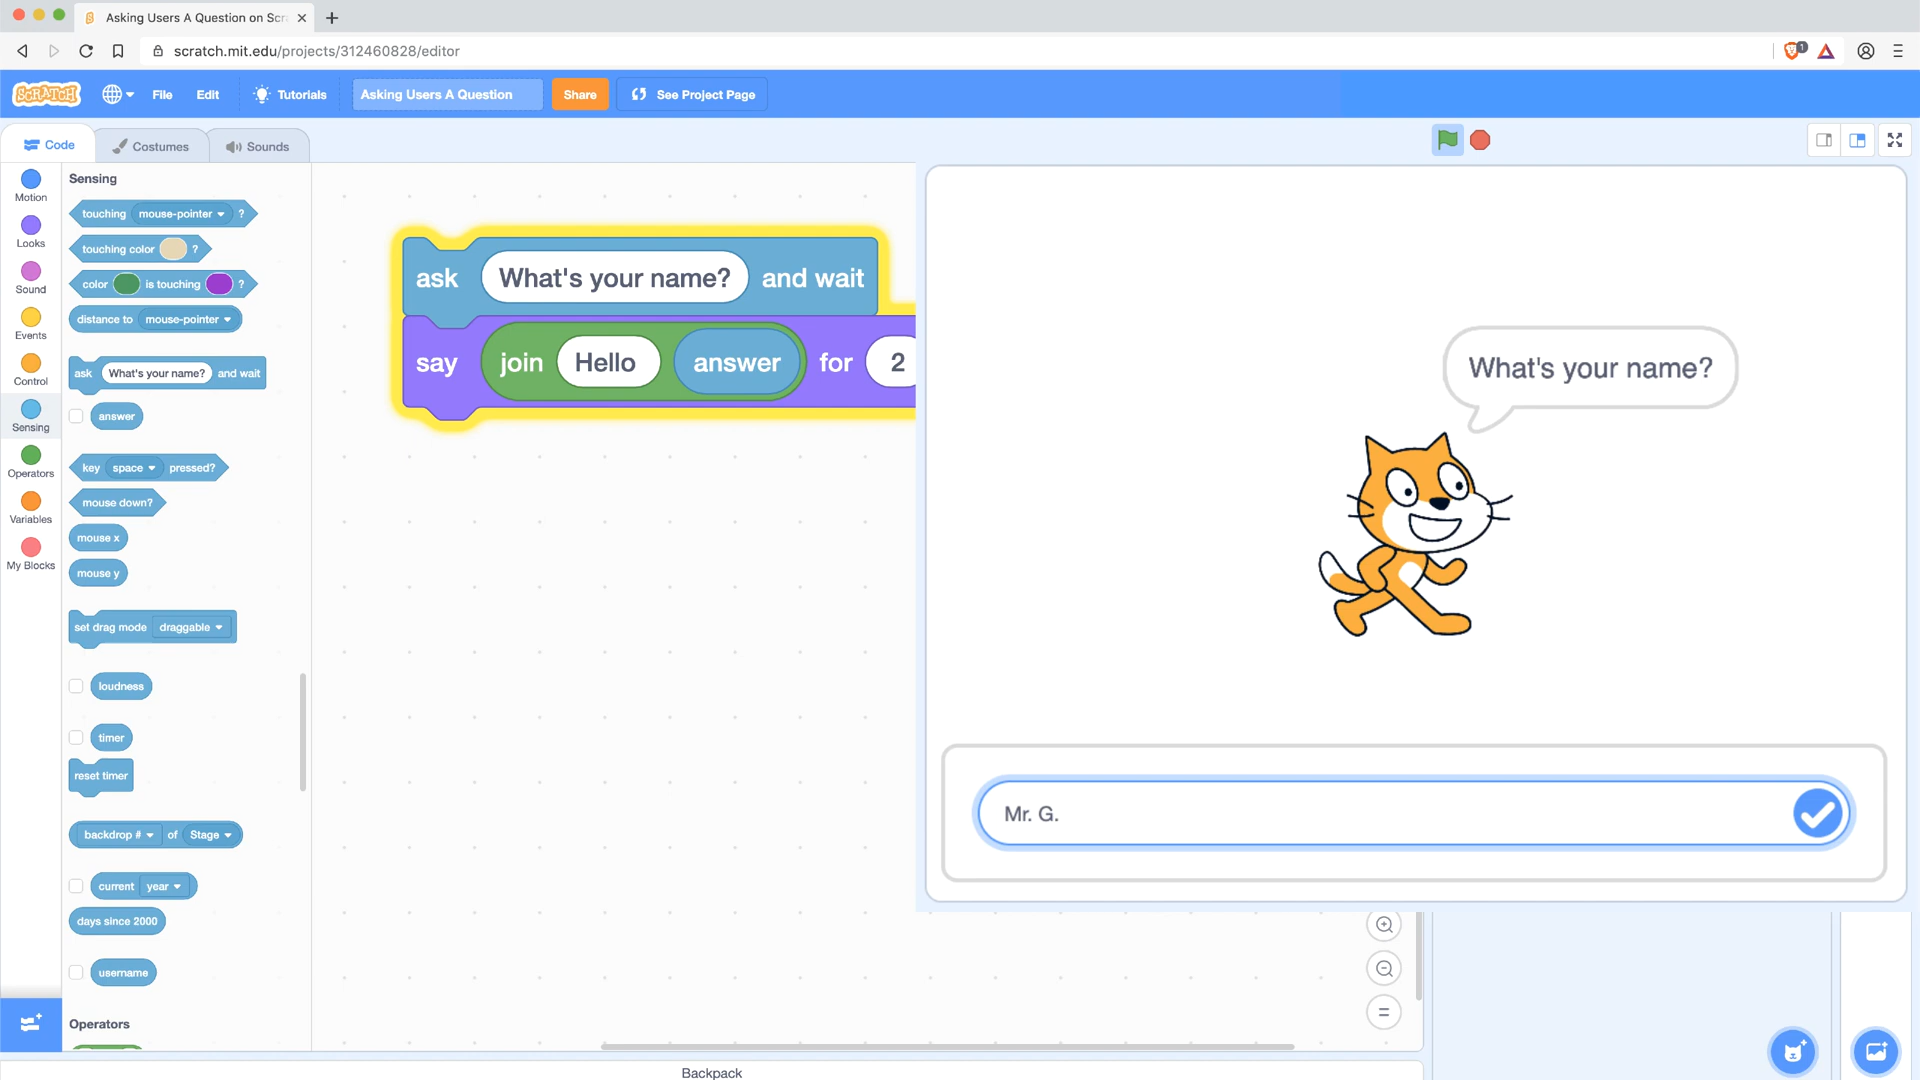 Asking Users A Question on Scr
scratch.mit.edu/projects/312460828/editor
1
SCRATCH
File
Edit
Tutorials
Asking Users A Question
Share
See Project Page
Code
Costumes
Sounds
Motion
Looks
Sound
Events
Control
Sensing
Operators
Variables
My Blocks
Sensing
touching mouse-pointer ?
touching color ?
color is touching ?
distance to mouse-pointer
ask What's your name? and wait
answer
key space pressed?
mouse down?
mouse x
mouse y
set drag mode draggable
loudness
timer
reset timer
backdrop # of Stage
current year
days since 2000
username
Operators
ask What's your name? and wait
say join Hello answer for 2
What's your name?
Mr. G.
Backpack